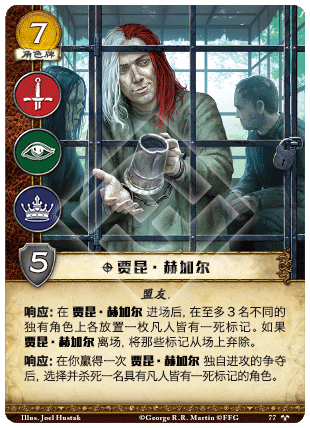 7
角色牌
5
贾昆·赫加尔
盟友.
响应: 在 贾昆·赫加尔 进场后, 在至多 3 名不同的
独有角色上各放置一枚凡人皆有一死标记。如果
贾昆·赫加尔 离场, 将那些标记从场上弃除。
响应: 在你赢得一次 贾昆·赫加尔 独自进攻的争夺
后, 选择并杀死一名具有凡人皆有一死标记的角色。
Illus. Joel Hustak ©George R.R. Martin ©FFG 77